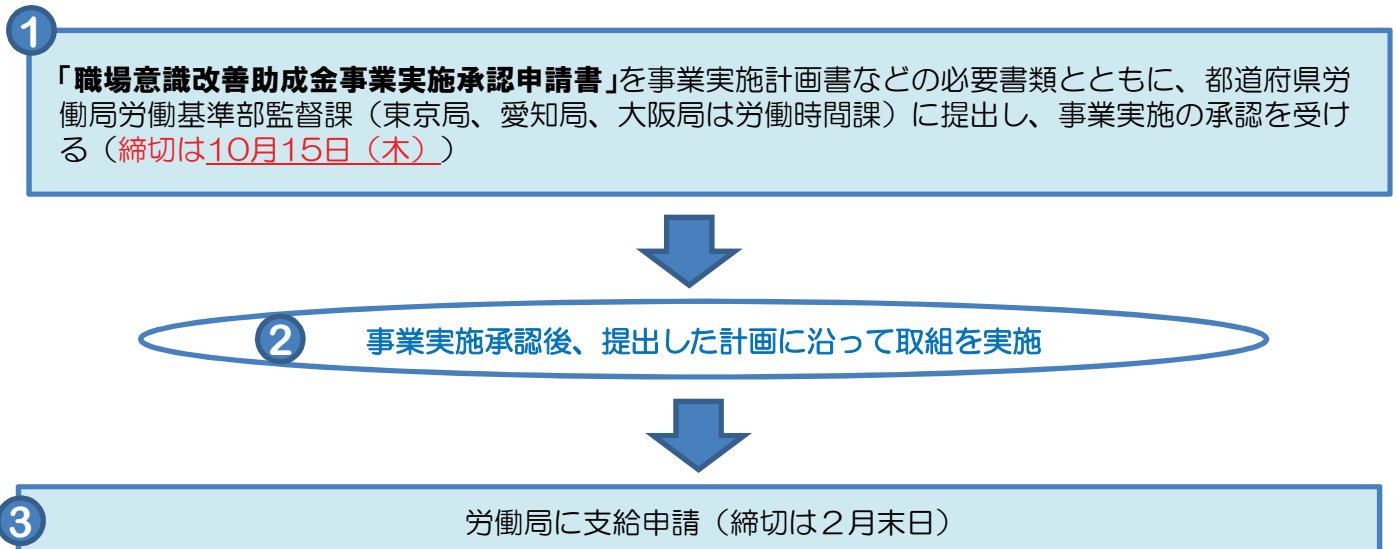 1
「職場意識改善助成金事業実施承認申請書」を事業実施計画書などの必要書類とともに、都道府県労
働局労働基準部監督課（東京局、愛知局、大阪局は労働時間課）に提出し、事業実施の承認を受け
る（締切は10月15日（木））
2 事業実施承認後、提出した計画に沿って取組を実施
3 労働局に支給申請（締切は２月末日）